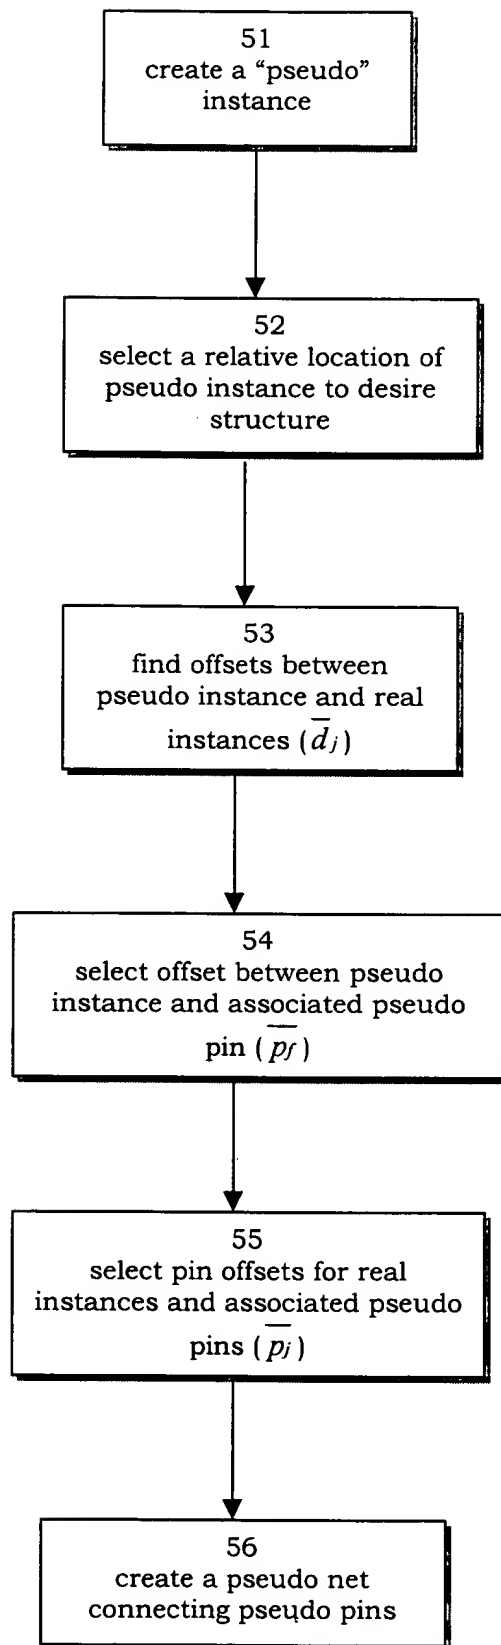 51
create a “pseudo”
instance
52
select a relative location of
pseudo instance to desire
structure
53
find offsets between
pseudo instance and real
instances ( d̅j )
54
select offset between pseudo
instance and associated pseudo
pin ( p̅f )
55
select pin offsets for real
instances and associated pseudo
pins ( p̅j )
56
create a pseudo net
connecting pseudo pins